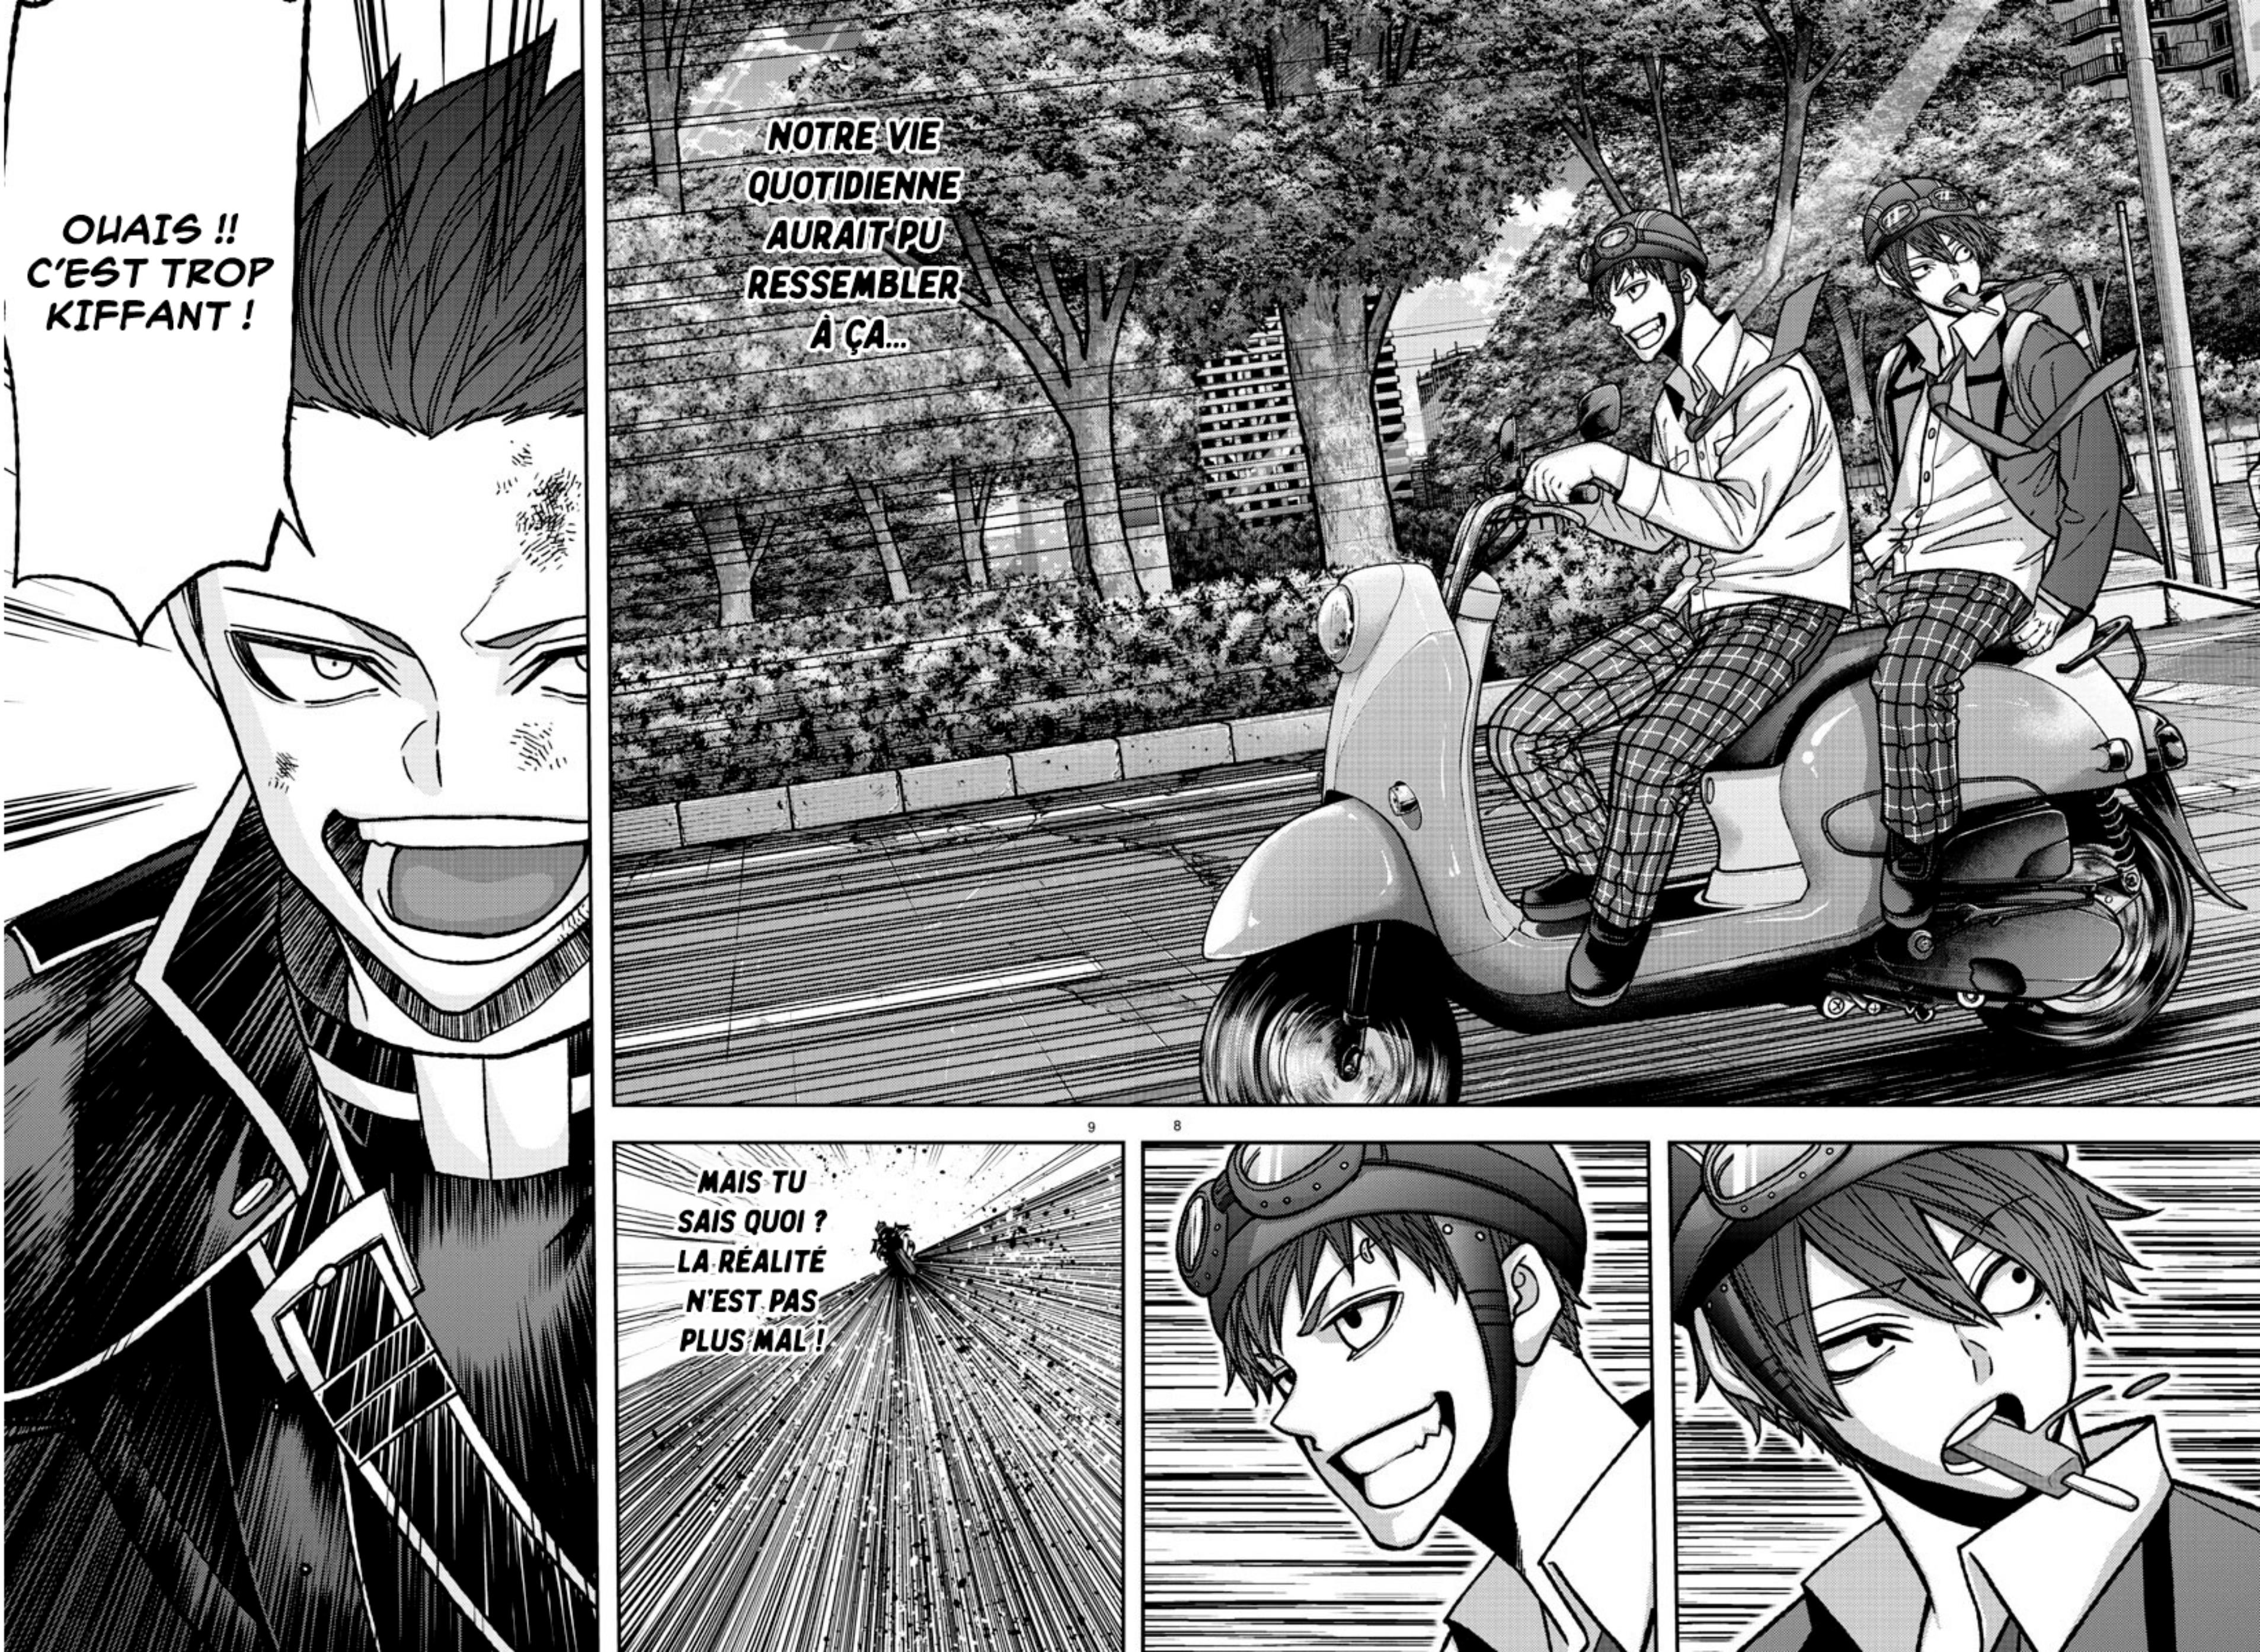 NOTRE VIE
QUOTIDIENNE
AURAIT PU
RESSEMBLER
À ÇA...
8
9
MAIS TU
SAIS QUOI ?
LA RÉALITÉ
N'EST PAS
PLUS MAL !
OUAIS !!
C'EST TROP
KIFFANT !